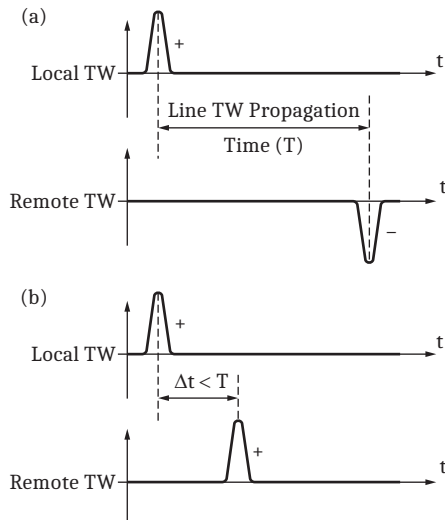 (a)
+
t
Local TW
Line TW Propagation
Time (T)
t
Remote TW
−
(b)
+
t
Local TW
Δt < T
+
t
Remote TW